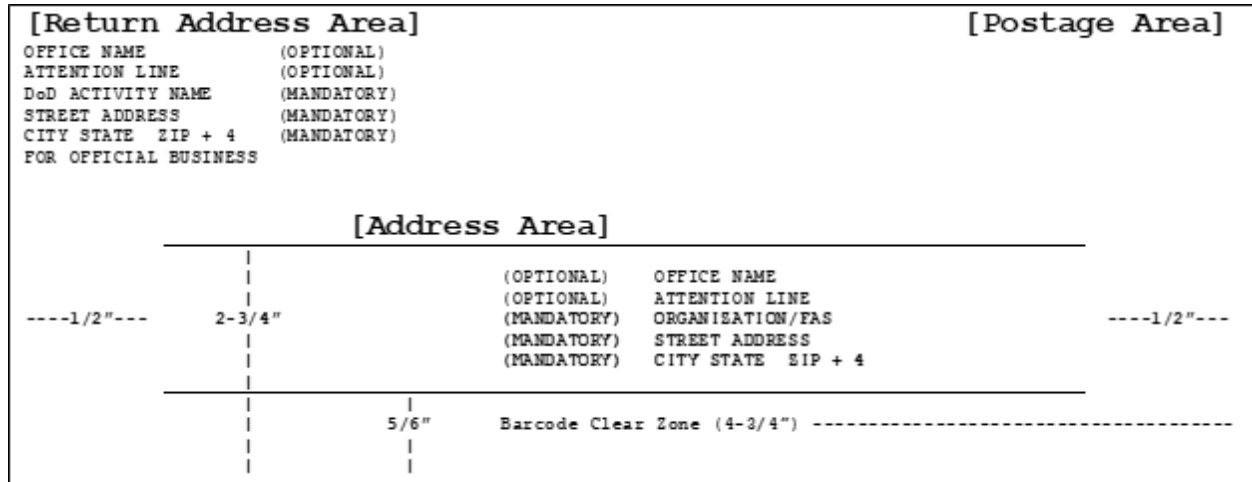 [Return Address Area] [Postage Area]
OFFICE NAME (OPTIONAL)
ATTENTION LINE (OPTIONAL)
DoD ACTIVITY NAME (MANDATORY)
STREET ADDRESS (MANDATORY)
CITY STATE ZIP + 4 (MANDATORY)
FOR OFFICIAL BUSINESS
[Address Area]
(OPTIONAL) OFFICE NAME
(OPTIONAL) ATTENTION LINE
----1/2"--- 2-3/4" (MANDATORY) ORGANIZATION/FAS ----1/2"---
(MANDATORY) STREET ADDRESS
(MANDATORY) CITY STATE ZIP + 4
5/6" Barcode Clear Zone (4-3/4") --------------------------------------